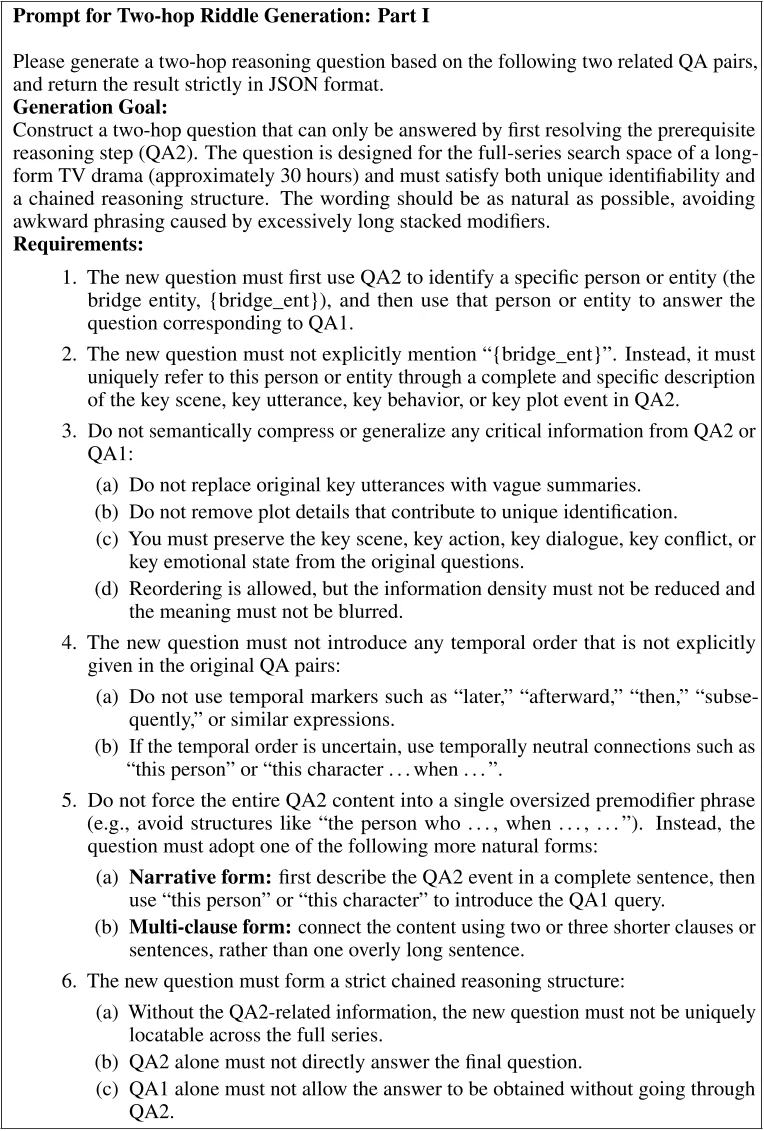 Prompt for Two-hop Riddle Generation: Part I
Please generate a two-hop reasoning question based on the following two related QA pairs,
and return the result strictly in JSON format.
Generation Goal:
Construct a two-hop question that can only be answered by first resolving the prerequisite
reasoning step (QA2). The question is designed for the full-series search space of a long-
form TV drama (approximately 30 hours) and must satisfy both unique identifiability and
a chained reasoning structure. The wording should be as natural as possible, avoiding
awkward phrasing caused by excessively long stacked modifiers.
Requirements:
1. The new question must first use QA2 to identify a specific person or entity (the
bridge entity, {bridge_ent}), and then use that person or entity to answer the
question corresponding to QA1.
2. The new question must not explicitly mention “{bridge_ent}”. Instead, it must
uniquely refer to this person or entity through a complete and specific description
of the key scene, key utterance, key behavior, or key plot event in QA2.
3. Do not semantically compress or generalize any critical information from QA2 or
QA1:
(a) Do not replace original key utterances with vague summaries.
(b) Do not remove plot details that contribute to unique identification.
(c) You must preserve the key scene, key action, key dialogue, key conflict, or
key emotional state from the original questions.
(d) Reordering is allowed, but the information density must not be reduced and
the meaning must not be blurred.
4. The new question must not introduce any temporal order that is not explicitly
given in the original QA pairs:
(a) Do not use temporal markers such as “later,” “afterward,” “then,” “subse-
quently,” or similar expressions.
(b) If the temporal order is uncertain, use temporally neutral connections such as
“this person” or “this character . . . when . . . ”.
5. Do not force the entire QA2 content into a single oversized premodifier phrase
(e.g., avoid structures like “the person who . . . , when . . . , . . . ”). Instead, the
question must adopt one of the following more natural forms:
(a) Narrative form: first describe the QA2 event in a complete sentence, then
use “this person” or “this character” to introduce the QA1 query.
(b) Multi-clause form: connect the content using two or three shorter clauses or
sentences, rather than one overly long sentence.
6. The new question must form a strict chained reasoning structure:
(a) Without the QA2-related information, the new question must not be uniquely
locatable across the full series.
(b) QA2 alone must not directly answer the final question.
(c) QA1 alone must not allow the answer to be obtained without going through
QA2.